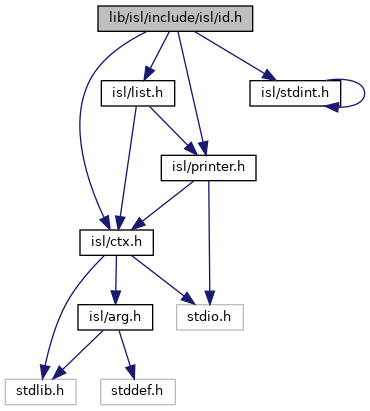 lib/isl/include/isl/id.h
isl/list.h
isl/stdint.h
isl/printer.h
isl/ctx.h
isl/arg.h
stdio.h
stdlib.h
stddef.h